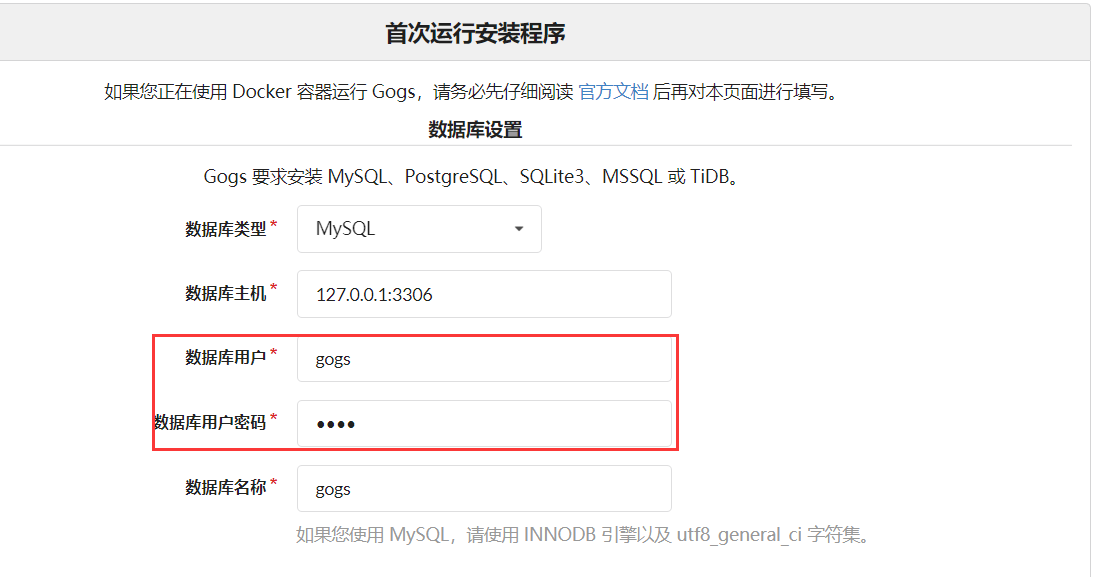 首次运行安装程序
如果您正在使用 Docker 容器运行 Gogs，请务必先仔细阅读 官方文档 后再对本页面进行填写。
数据库设置
Gogs 要求安装 MySQL、PostgreSQL、SQLite3、MSSQL 或 TiDB。
数据库类型* MySQL
数据库主机* 127.0.0.1:3306
数据库用户* gogs
数据库用户密码* ••••
数据库名称* gogs
如果您使用 MySQL，请使用 INNODB 引擎以及 utf8_general_ci 字符集。